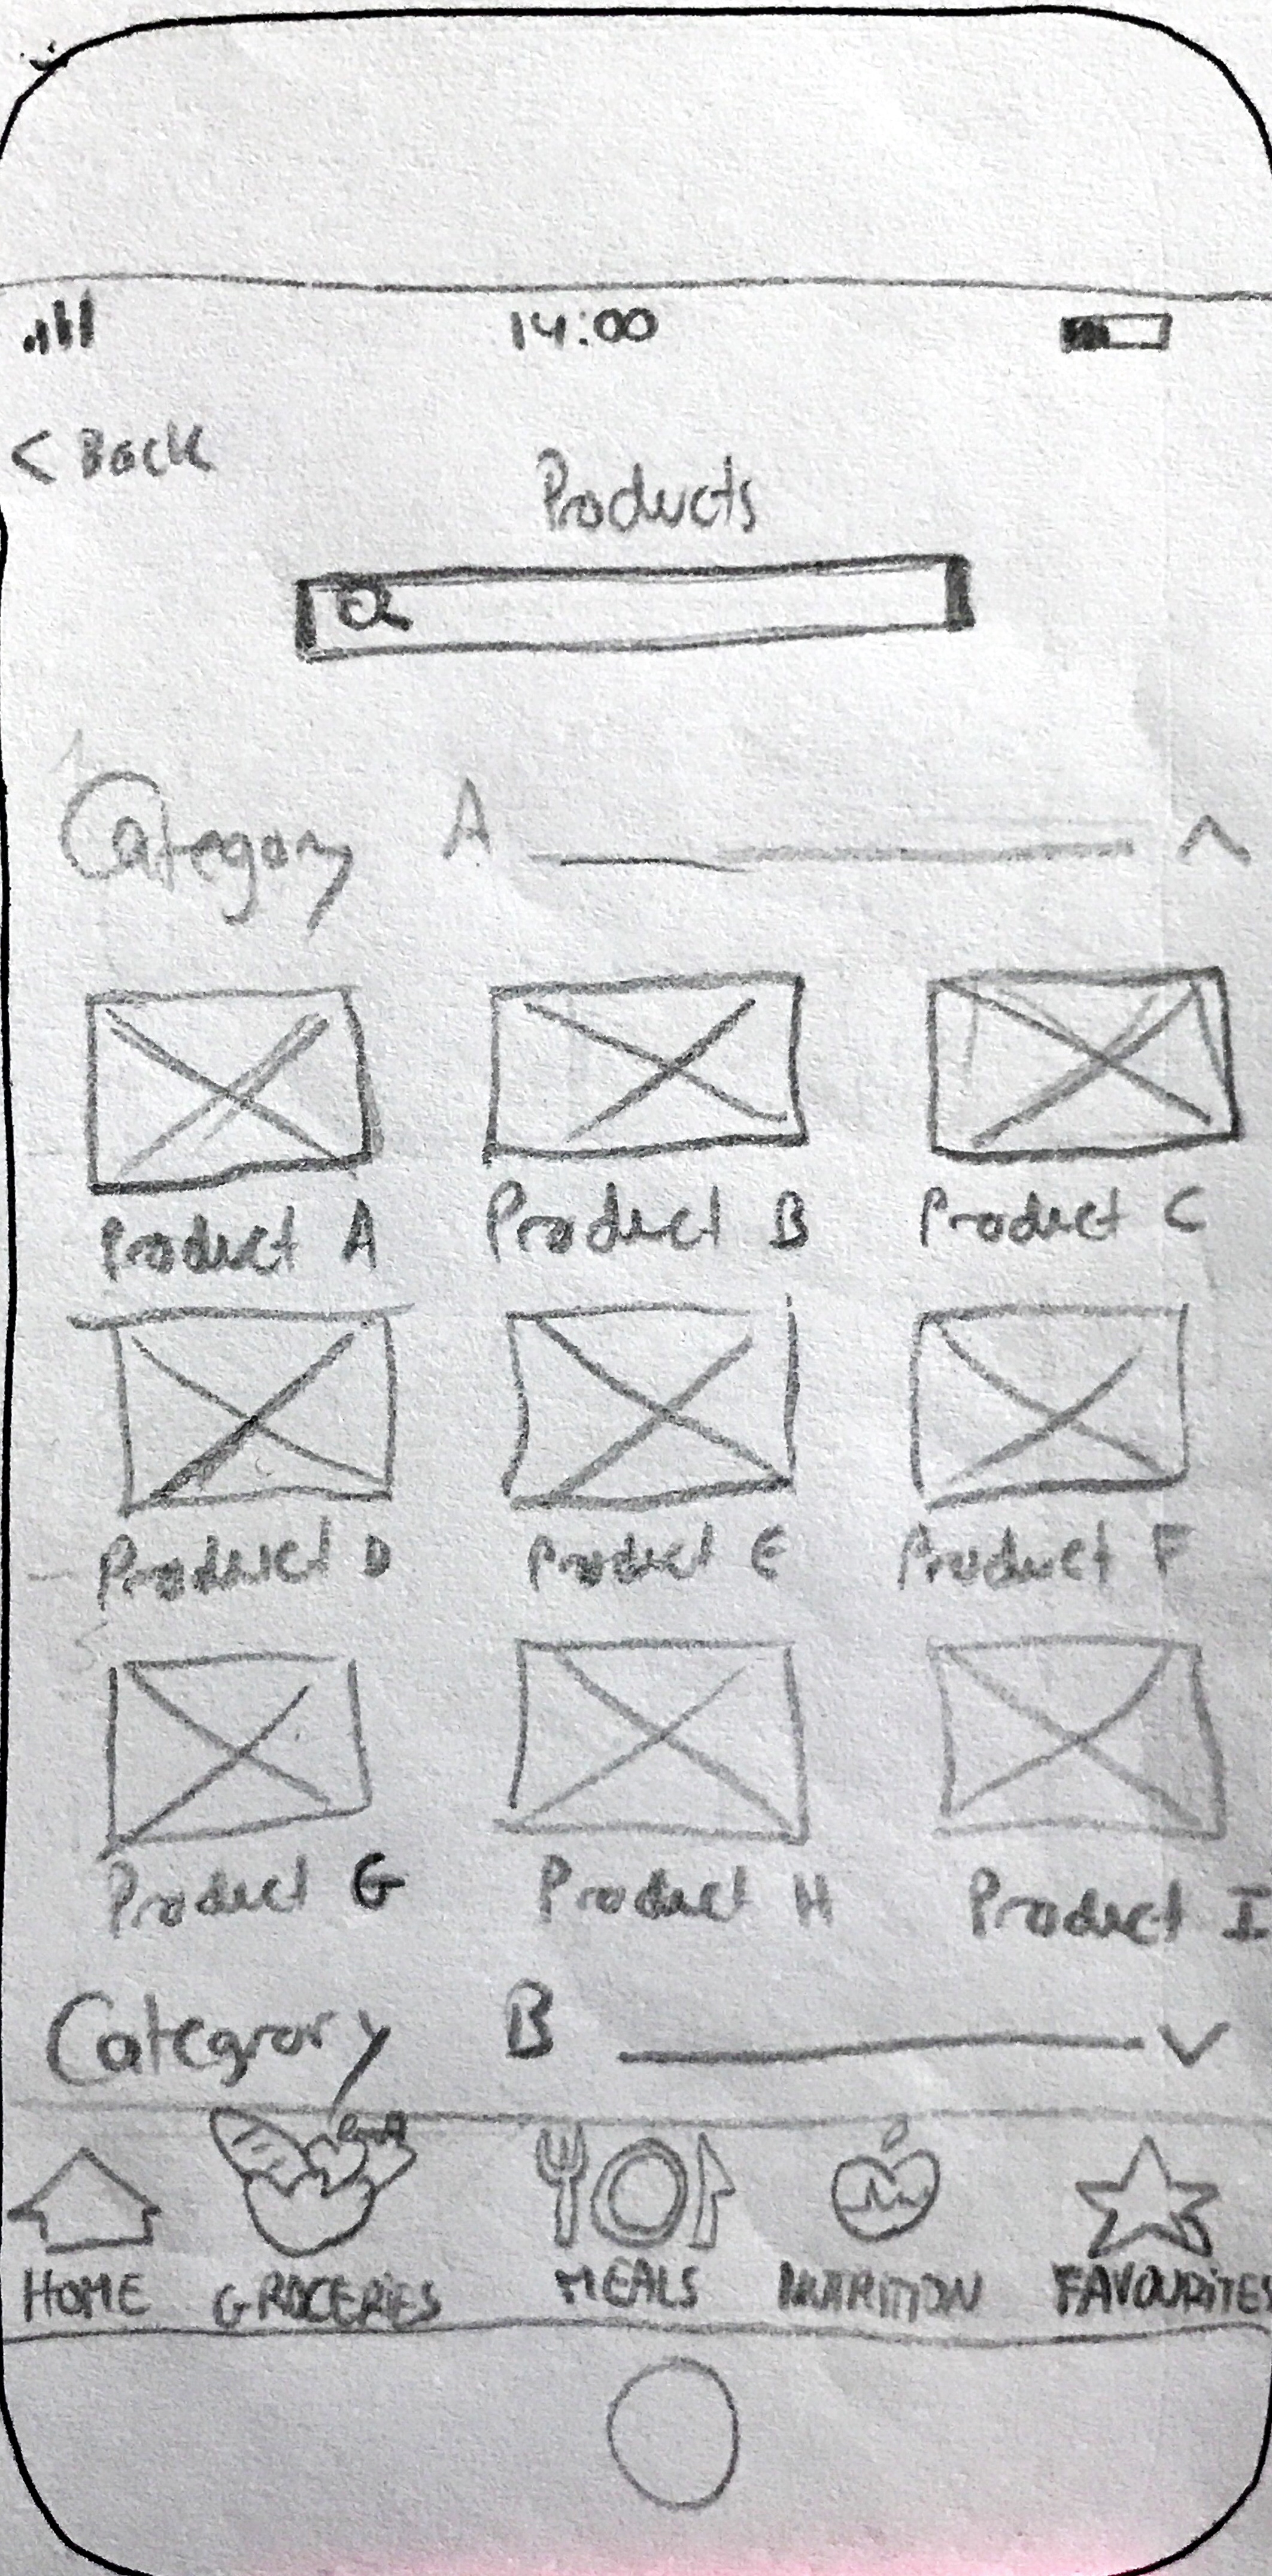 14:00
< Back
Products
Category A
Product A Product B Product C
Product D Product E Product F
Product G Product H Product I
Category B
HOME GROCERIES MEALS NUTRITION FAVOURITES